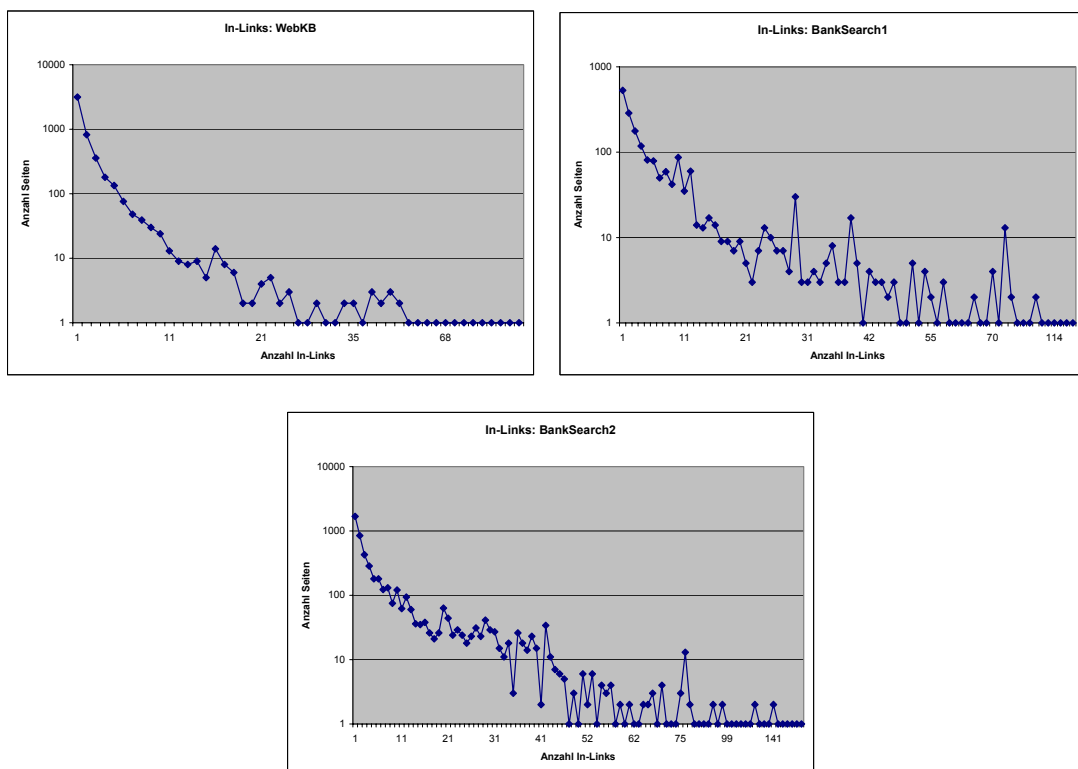 In-Links: WebKB
10000
1000
100
10
1
1 11 21 35 68
Anzahl Seiten
Anzahl In-Links
In-Links: BankSearch1
1000
100
10
1
1 11 21 31 42 55 70 114
Anzahl Seiten
Anzahl In-Links
In-Links: BankSearch2
10000
1000
100
10
1
1 11 21 31 41 52 62 75 99 141
Anzahl Seiten
Anzahl In-Links